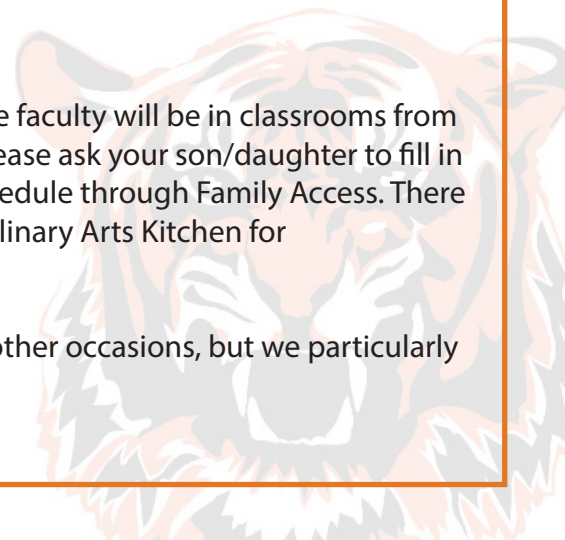 e faculty will be in classrooms from
ease ask your son/daughter to fill in
edule through Family Access. There
linary Arts Kitchen for
other occasions, but we particularly